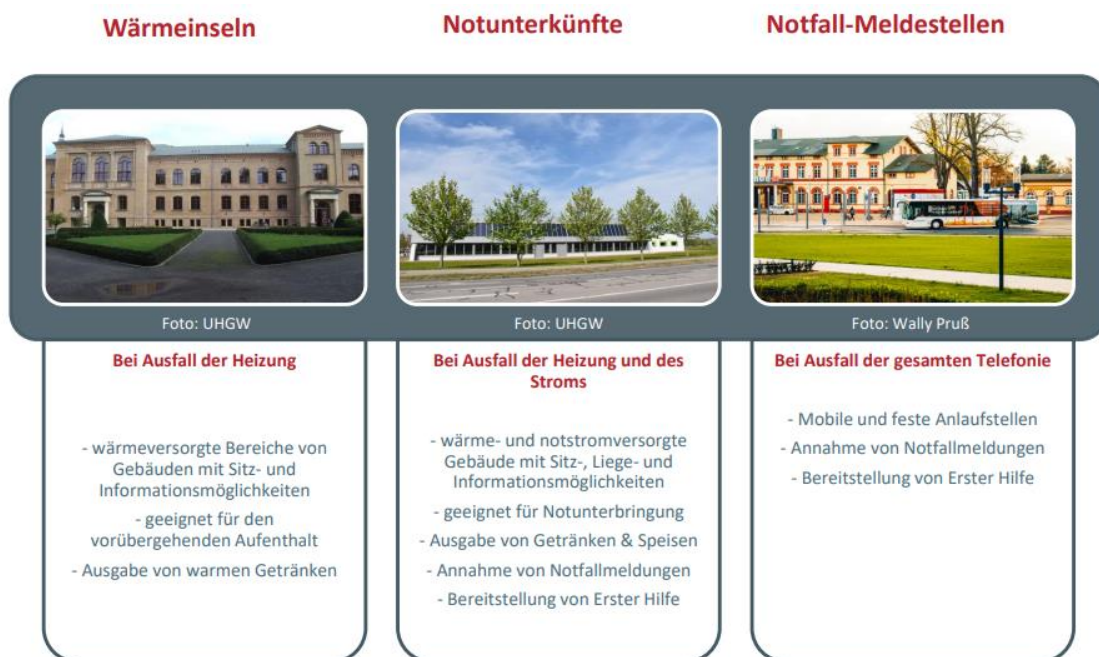 Wärmeinseln
Notunterkünfte
Notfall-Meldestellen
Foto: UHGW
Foto: UHGW
Foto: Wally Pruß
Bei Ausfall der Heizung
- wärmeversorgte Bereiche von
Gebäuden mit Sitz- und
Informationsmöglichkeiten
- geeignet für den
vorübergehenden Aufenthalt
- Ausgabe von warmen Getränken
Bei Ausfall der Heizung und des
Stroms
- wärme- und notstromversorgte
Gebäude mit Sitz-, Liege- und
Informationsmöglichkeiten
- geeignet für Notunterbringung
- Ausgabe von Getränken & Speisen
- Annahme von Notfallmeldungen
- Bereitstellung von Erster Hilfe
Bei Ausfall der gesamten Telefonie
- Mobile und feste Anlaufstellen
- Annahme von Notfallmeldungen
- Bereitstellung von Erster Hilfe